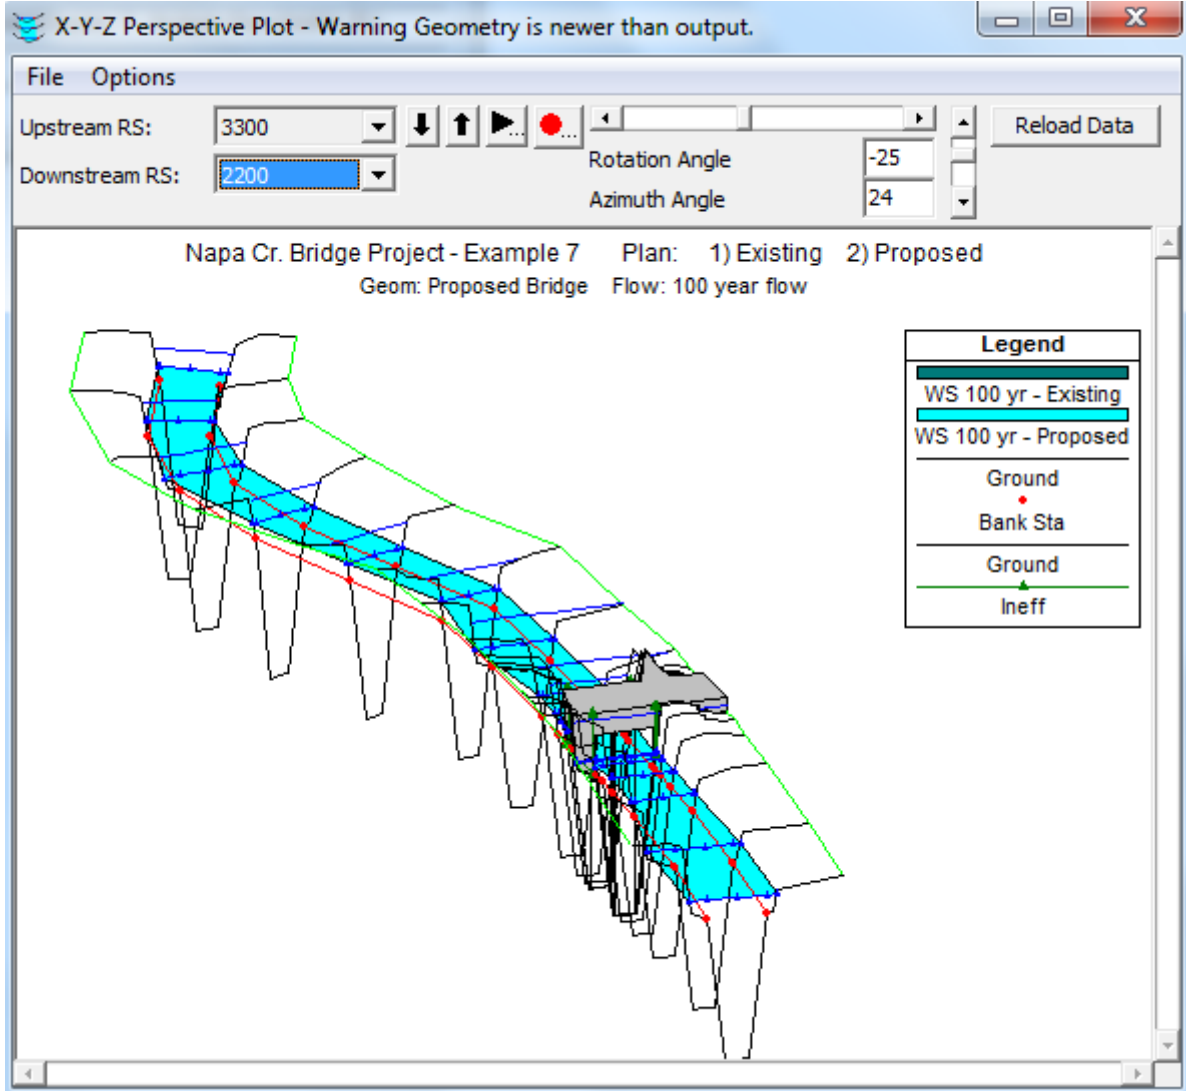 X-Y-Z Perspective Plot - Warning Geometry is newer than output.
File Options
Upstream RS: 3300
Downstream RS: 2200
Rotation Angle -25
Azimuth Angle 24
Reload Data
Napa Cr. Bridge Project - Example 7 Plan: 1) Existing 2) Proposed
Geom: Proposed Bridge Flow: 100 year flow
Legend
WS 100 yr - Existing
WS 100 yr - Proposed
Ground
Bank Sta
Ground
Ineff